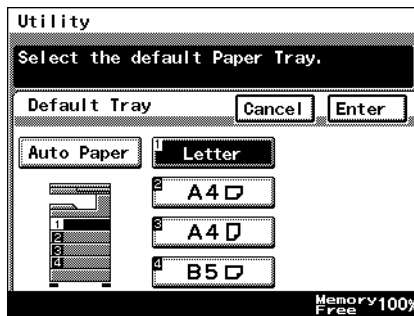 Utility
Select the default Paper Tray.
Default Tray
Cancel
Enter
Auto Paper
1 Letter
2 A4
3 A4
4 B5
1
2
3
4
Memory Free 100%